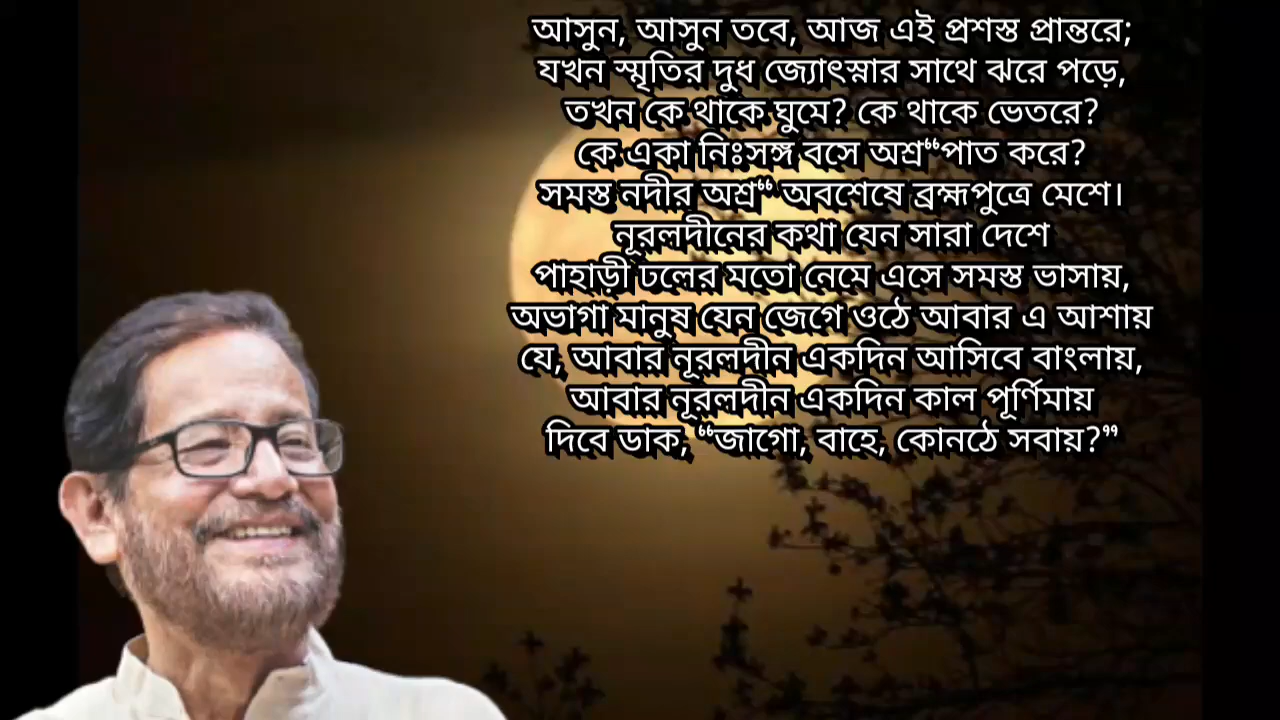 আসুন, আসুন তবে, আজ এই প্রশস্ত প্রান্তরে;
যখন স্মৃতির দুধ জ্যোৎস্নার সাথে ঝরে পড়ে,
তখন কে থাকে ঘুমে? কে থাকে ভেতরে?
কে একা নিঃসঙ্গ বসে অশ্র“পাত করে?
সমস্ত নদীর অশ্র“ অবশেষে ব্রহ্মপুত্রে মেশে।
নূরলদীনের কথা যেন সারা দেশে
পাহাড়ী ঢলের মতো নেমে এসে সমস্ত ভাসায়,
অভাগা মানুষ যেন জেগে ওঠে আবার এ আশায়
যে, আবার নূরলদীন একদিন আসিবে বাংলায়,
আবার নূরলদীন একদিন কাল পূর্ণিমায়
দিবে ডাক, “জাগো, বাহে, কোনঠে সবায়?”